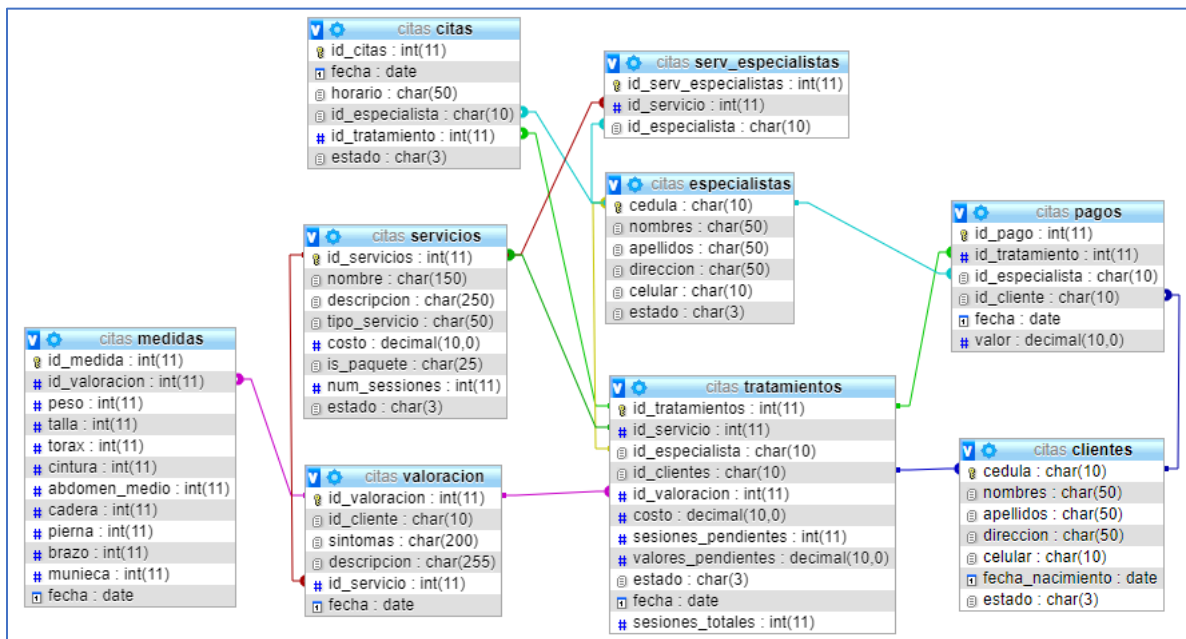 citas citas
id_citas : int(11)
fecha : date
horario : char(50)
id_especialista : char(10)
id_tratamiento : int(11)
estado : char(3)
citas serv_especialistas
id_serv_especialistas : int(11)
id_servicio : int(11)
id_especialista : char(10)
citas especialistas
cedula : char(10)
nombres : char(50)
apellidos : char(50)
direccion : char(50)
celular : char(10)
estado : char(3)
citas pagos
id_pago : int(11)
id_tratamiento : int(11)
id_especialista : char(10)
id_cliente : char(10)
fecha : date
valor : decimal(10,0)
citas servicios
id_servicios : int(11)
nombre : char(150)
descripcion : char(250)
tipo_servicio : char(50)
costo : decimal(10,0)
is_paquete : char(25)
num_sessiones : int(11)
estado : char(3)
citas medidas
id_medida : int(11)
id_valoracion : int(11)
peso : int(11)
talla : int(11)
torax : int(11)
cintura : int(11)
abdomen_medio : int(11)
cadera : int(11)
pierna : int(11)
brazo : int(11)
munieca : int(11)
fecha : date
citas valoracion
id_valoracion : int(11)
id_cliente : char(10)
sintomas : char(200)
descripcion : char(255)
id_servicio : int(11)
fecha : date
citas tratamientos
id_tratamientos : int(11)
id_servicio : int(11)
id_especialista : char(10)
id_clientes : char(10)
id_valoracion : int(11)
costo : decimal(10,0)
sesiones_pendientes : int(11)
valores_pendientes : decimal(10,0)
estado : char(3)
fecha : date
sesiones_totales : int(11)
citas clientes
cedula : char(10)
nombres : char(50)
apellidos : char(50)
direccion : char(50)
celular : char(10)
fecha_nacimiento : date
estado : char(3)